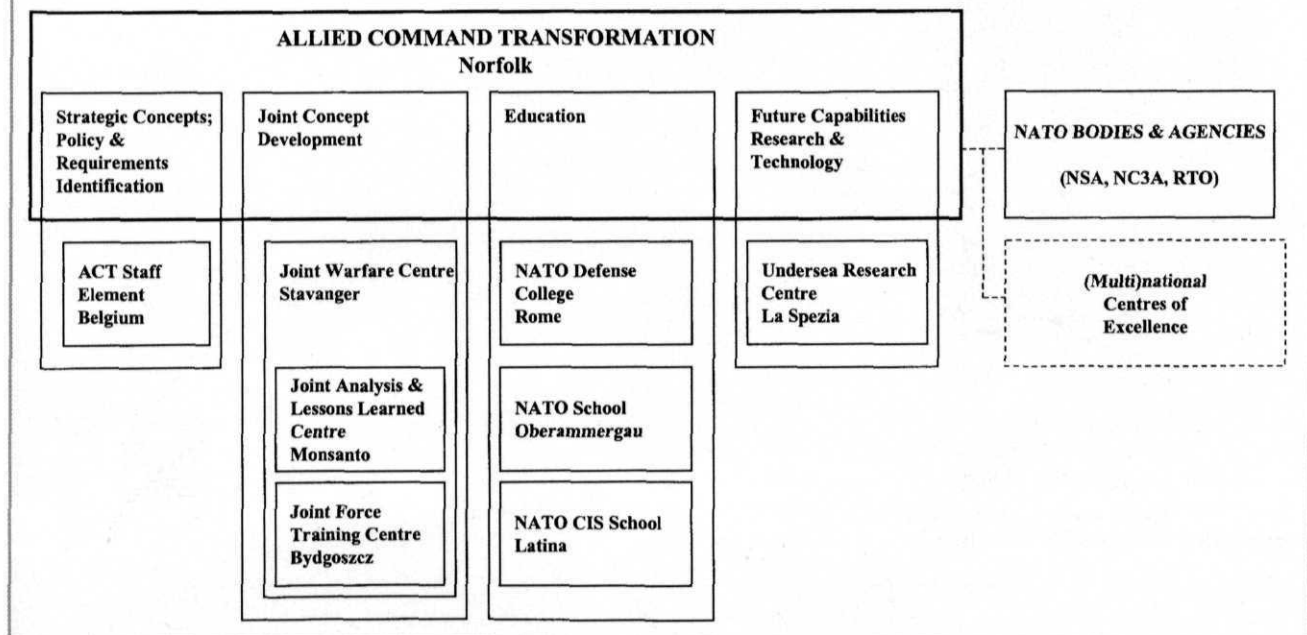 ALLIED COMMAND TRANSFORMATION
Norfolk
Strategic Concepts;
Policy &
Requirements
Identification
Joint Concept
Development
Education
Future Capabilities
Research &
Technology
NATO BODIES & AGENCIES
(NSA, NC3A, RTO)
ACT Staff
Element
Belgium
Joint Warfare Centre
Stavanger
NATO Defense
College
Rome
Undersea Research
Centre
La Spezia
(Multi)national
Centres of
Excellence
Joint Analysis &
Lessons Learned
Centre
Monsanto
NATO School
Oberammergau
Joint Force
Training Centre
Bydgoszcz
NATO CIS School
Latina